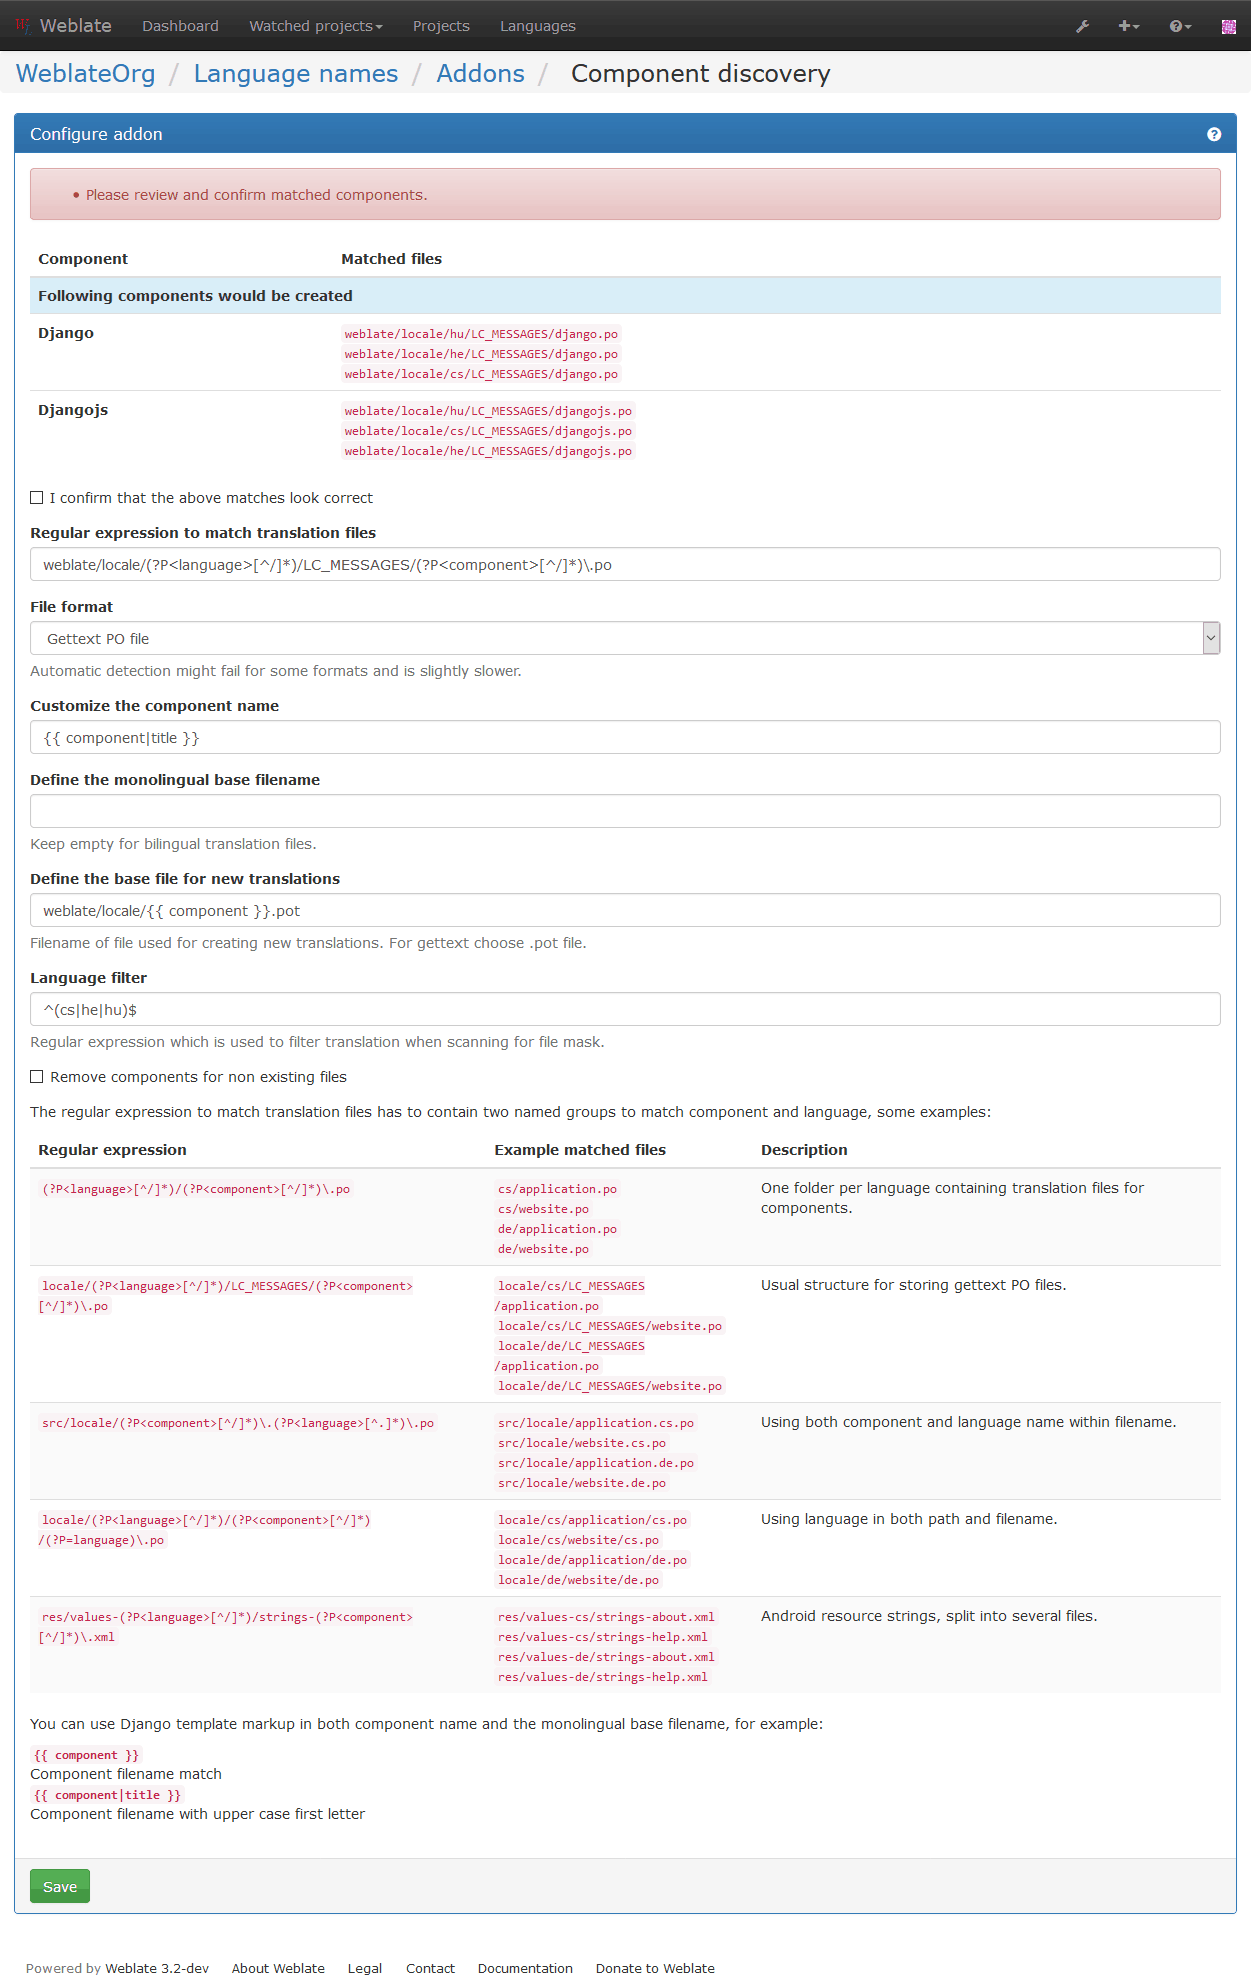 Weblate Dashboard Watched projects Projects Languages
WeblateOrg / Language names / Addons / Component discovery
Configure addon
• Please review and confirm matched components.
Component Matched files
Following components would be created
Django weblate/locale/hu/LC_MESSAGES/django.po
weblate/locale/he/LC_MESSAGES/django.po
weblate/locale/cs/LC_MESSAGES/django.po
Djangojs weblate/locale/hu/LC_MESSAGES/djangojs.po
weblate/locale/cs/LC_MESSAGES/djangojs.po
weblate/locale/he/LC_MESSAGES/djangojs.po
I confirm that the above matches look correct
Regular expression to match translation files
weblate/locale/(?P<language>[^/]*)/LC_MESSAGES/(?P<component>[^/]*)\.po
File format
Gettext PO file
Automatic detection might fail for some formats and is slightly slower.
Customize the component name
{{ component|title }}
Define the monolingual base filename
Keep empty for bilingual translation files.
Define the base file for new translations
weblate/locale/{{ component }}.pot
Filename of file used for creating new translations. For gettext choose .pot file.
Language filter
^(cs|he|hu)$
Regular expression which is used to filter translation when scanning for file mask.
Remove components for non existing files
The regular expression to match translation files has to contain two named groups to match component and language, some examples:
Regular expression Example matched files Description
(?P<language>[^/]*)/(?P<component>[^/]*)\.po cs/application.po One folder per language containing translation files for
cs/website.po components.
de/application.po
de/website.po
locale/(?P<language>[^/]*)/LC_MESSAGES/(?P<component> locale/cs/LC_MESSAGES Usual structure for storing gettext PO files.
[^/]*)\.po /application.po
locale/cs/LC_MESSAGES/website.po
locale/de/LC_MESSAGES
/application.po
locale/de/LC_MESSAGES/website.po
src/locale/(?P<component>[^/]*)\.(?P<language>[^.]*)\.po src/locale/application.cs.po Using both component and language name within filename.
src/locale/website.cs.po
src/locale/application.de.po
src/locale/website.de.po
locale/(?P<language>[^/]*)/(?P<component>[^/]*) locale/cs/application/cs.po Using language in both path and filename.
/(?P=language)\.po locale/cs/website/cs.po
locale/de/application/de.po
locale/de/website/de.po
res/values-(?P<language>[^/]*)/strings-(?P<component> res/values-cs/strings-about.xml Android resource strings, split into several files.
[^/]*)\.xml res/values-cs/strings-help.xml
res/values-de/strings-about.xml
res/values-de/strings-help.xml
You can use Django template markup in both component name and the monolingual base filename, for example:
{{ component }}
Component filename match
{{ component|title }}
Component filename with upper case first letter
Save
Powered by Weblate 3.2-dev About Weblate Legal Contact Documentation Donate to Weblate